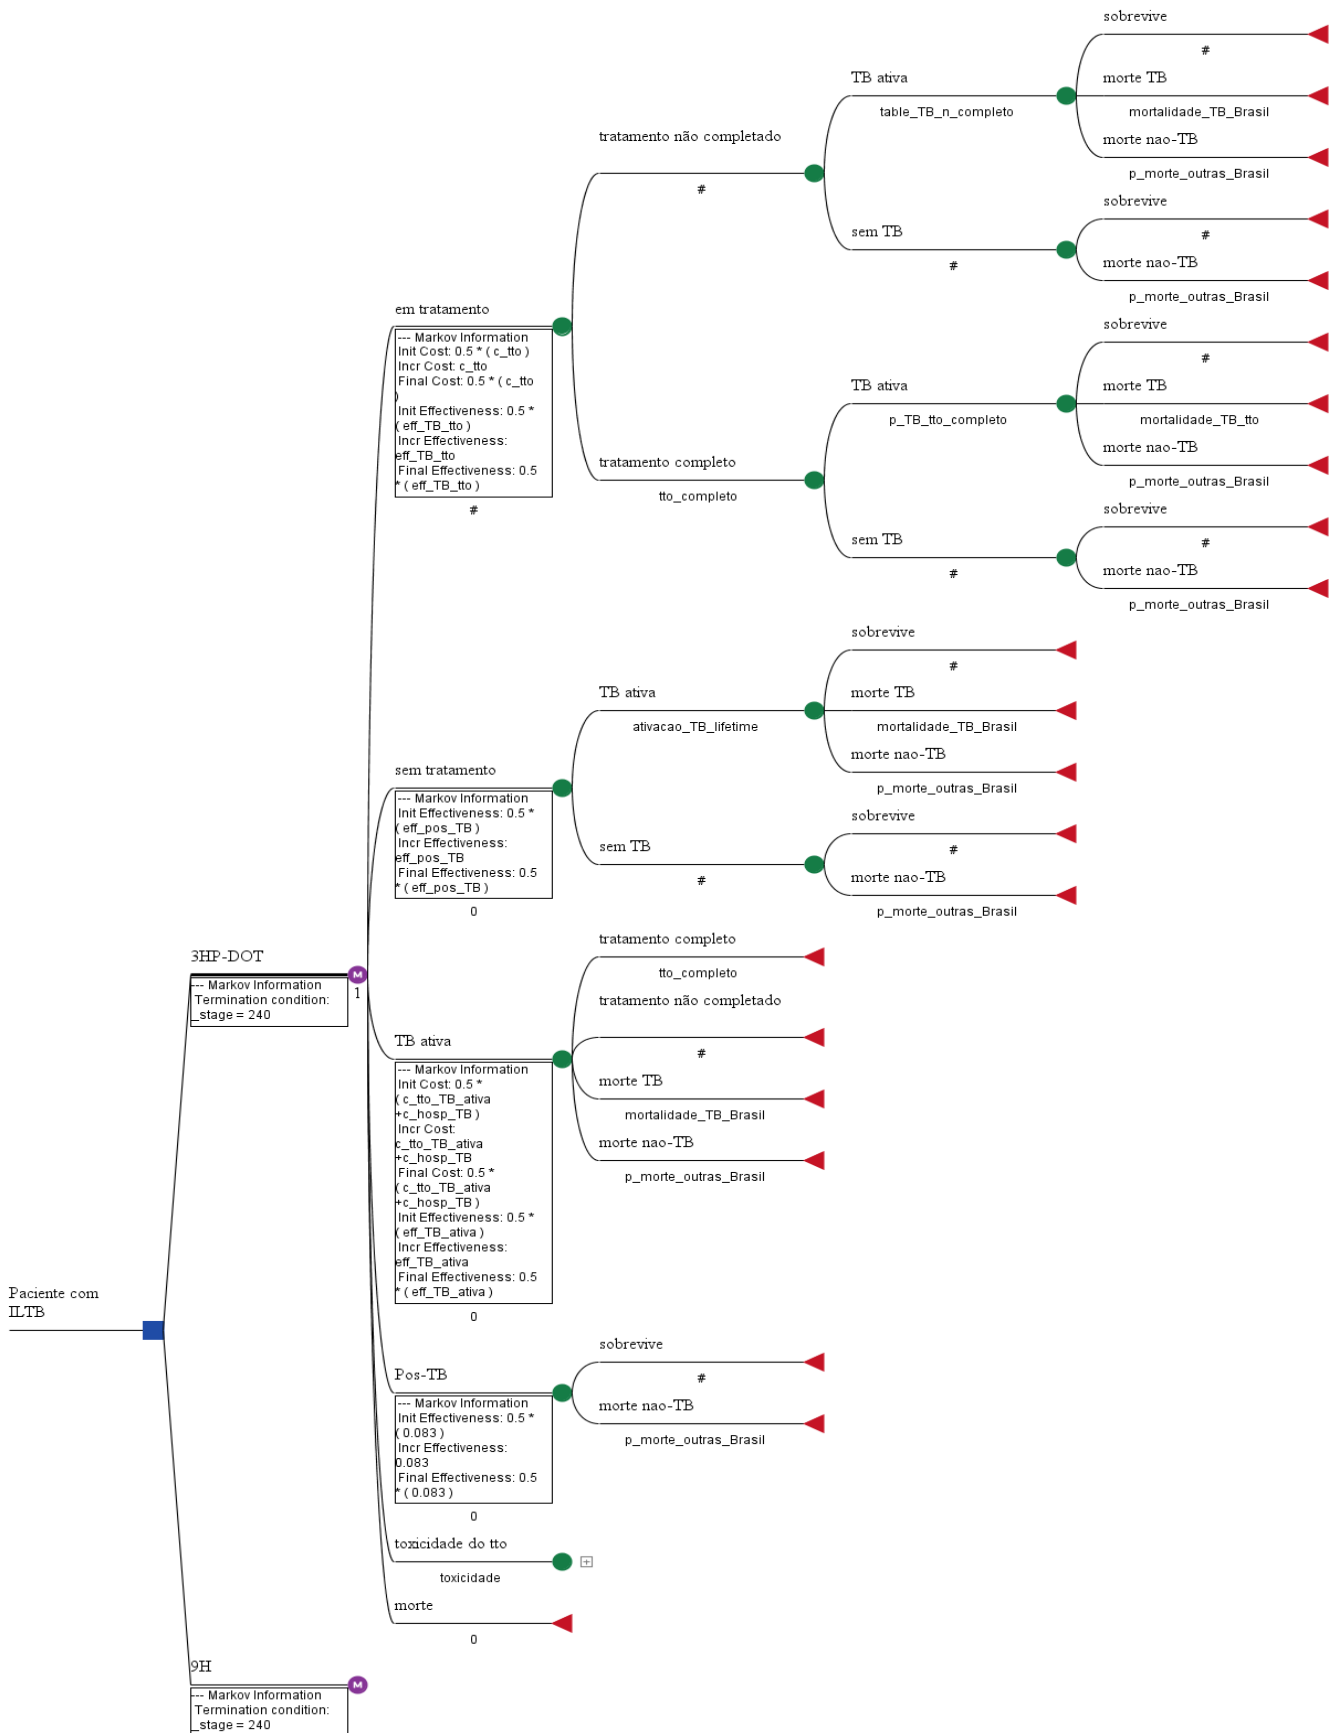 sobrevive
#
TB ativa
table_TB_n_completo
morte TB
mortalidade_TB_Brasil
morte nao-TB
p_morte_outras_Brasil
tratamento não completado
#
sem TB
#
sobrevive
#
morte nao-TB
p_morte_outras_Brasil
em tratamento
--- Markov Information
Init Cost: 0.5 * ( c_tto )
Incr Cost: c_tto
Final Cost: 0.5 * ( c_tto
)
Init Effectiveness: 0.5 *
( eff_TB_tto )
Incr Effectiveness:
eff_TB_tto
Final Effectiveness: 0.5
* ( eff_TB_tto )
#
sobrevive
#
TB ativa
p_TB_tto_completo
morte TB
mortalidade_TB_tto
morte nao-TB
p_morte_outras_Brasil
tratamento completo
tto_completo
sem TB
#
sobrevive
#
morte nao-TB
p_morte_outras_Brasil
sobrevive
#
TB ativa
ativacao_TB_lifetime
morte TB
mortalidade_TB_Brasil
morte nao-TB
p_morte_outras_Brasil
sem tratamento
--- Markov Information
Init Effectiveness: 0.5 *
( eff_pos_TB )
Incr Effectiveness:
eff_pos_TB
Final Effectiveness: 0.5
* ( eff_pos_TB )
0
sem TB
#
sobrevive
#
morte nao-TB
p_morte_outras_Brasil
3HP-DOT
--- Markov Information
Termination condition:
_stage = 240
M
1
tratamento completo
tto_completo
tratamento não completado
#
TB ativa
--- Markov Information
Init Cost: 0.5 *
( c_tto_TB_ativa
+c_hosp_TB )
Incr Cost:
c_tto_TB_ativa
+c_hosp_TB
Final Cost: 0.5 *
( c_tto_TB_ativa
+c_hosp_TB )
Init Effectiveness: 0.5 *
( eff_TB_ativa )
Incr Effectiveness:
eff_TB_ativa
Final Effectiveness: 0.5
* ( eff_TB_ativa )
0
morte TB
mortalidade_TB_Brasil
morte nao-TB
p_morte_outras_Brasil
Paciente com
ILTB
Pos-TB
--- Markov Information
Init Effectiveness: 0.5 *
( 0.083 )
Incr Effectiveness:
0.083
Final Effectiveness: 0.5
* ( 0.083 )
0
sobrevive
#
morte nao-TB
p_morte_outras_Brasil
toxicidade do tto
toxicidade
morte
0
9H
M
--- Markov Information
Termination condition:
_stage = 240